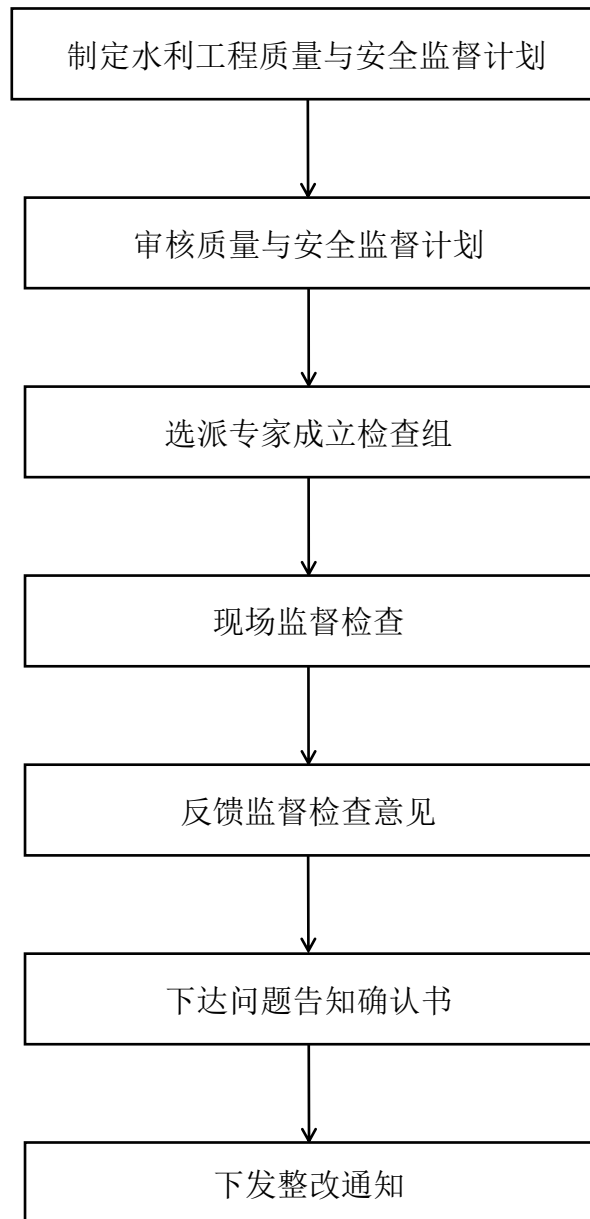 制定水利工程质量与安全监督计划
审核质量与安全监督计划
选派专家成立检查组
现场监督检查
反馈监督检查意见
下达问题告知确认书
下发整改通知